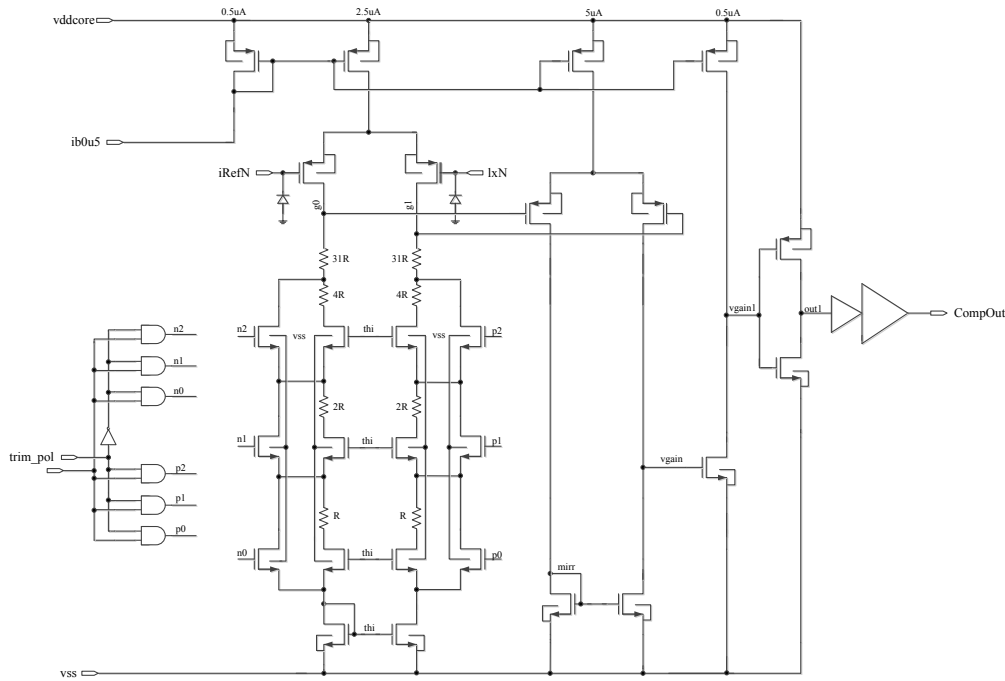 0.5uA 2.5uA 5uA 0.5uA
vddcore
ib0u5
iRefN lxN
g0 g1
31R 31R
4R 4R
vgain1 out1 CompOut
n2 vss thi vss p2
n2
n1
n0
2R 2R
n1 thi p1
trim_pol
vgain
p2
p1
p0
R R
n0 thi p0
mirr
thi
vss